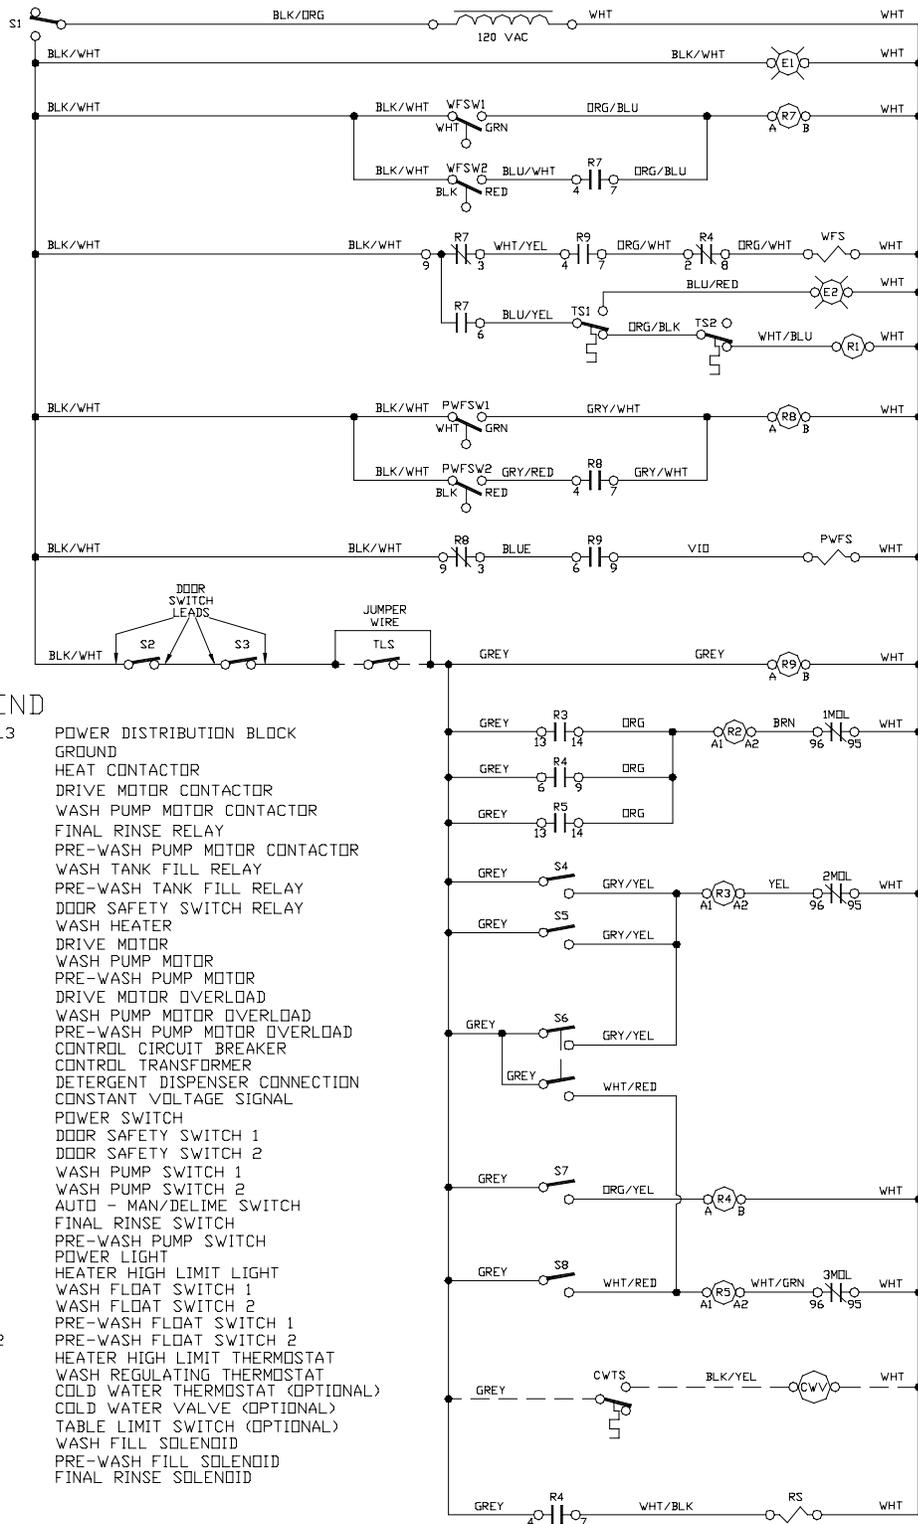 S1 BLK/ORG WHT WHT
120 VAC
BLK/WHT BLK/WHT E1
BLK/WHT BLK/WHT WFSW1 ORG/BLU R7 WHT
WHT GRN A B
BLK/WHT WFSW2 BLU/WHT R7 ORG/BLU
BLK RED 4 7
BLK/WHT BLK/WHT R7 WHT/YEL R9 ORG/WHT R4 ORG/WHT WFS WHT
9 3 4 7 2 8
BLU/RED E2 WHT
R7 BLU/YEL TS1 ORG/BLK TS2 WHT/BLU R1 WHT
6
BLK/WHT BLK/WHT PWFSW1 GRY/WHT R8 WHT
WHT GRN A B
BLK/WHT PWFSW2 GRY/RED R8 GRY/WHT
BLK RED 4 7
BLK/WHT BLK/WHT R8 BLUE R9 VIO PWFS WHT
9 3 6 9
DOOR
SWITCH
LEADS
JUMPER
WIRE
BLK/WHT S2 S3 TLS GREY GREY R9 WHT
A B
END
L3 POWER DISTRIBUTION BLOCK
GROUND
HEAT CONTACTOR
DRIVE MOTOR CONTACTOR
WASH PUMP MOTOR CONTACTOR
FINAL RINSE RELAY
PRE-WASH PUMP MOTOR CONTACTOR
WASH TANK FILL RELAY
PRE-WASH TANK FILL RELAY
DOOR SAFETY SWITCH RELAY
WASH HEATER
DRIVE MOTOR
WASH PUMP MOTOR
PRE-WASH PUMP MOTOR
DRIVE MOTOR OVERLOAD
WASH PUMP MOTOR OVERLOAD
PRE-WASH PUMP MOTOR OVERLOAD
CONTROL CIRCUIT BREAKER
CONTROL TRANSFORMER
DETERGENT DISPENSER CONNECTION
CONSTANT VOLTAGE SIGNAL
POWER SWITCH
DOOR SAFETY SWITCH 1
DOOR SAFETY SWITCH 2
WASH PUMP SWITCH 1
WASH PUMP SWITCH 2
AUTO - MAN/DELIME SWITCH
FINAL RINSE SWITCH
PRE-WASH PUMP SWITCH
POWER LIGHT
HEATER HIGH LIMIT LIGHT
WASH FLOAT SWITCH 1
WASH FLOAT SWITCH 2
PRE-WASH FLOAT SWITCH 1
2 PRE-WASH FLOAT SWITCH 2
HEATER HIGH LIMIT THERMOSTAT
WASH REGULATING THERMOSTAT
COLD WATER THERMOSTAT (OPTIONAL)
COLD WATER VALVE (OPTIONAL)
TABLE LIMIT SWITCH (OPTIONAL)
WASH FILL SOLENOID
PRE-WASH FILL SOLENOID
FINAL RINSE SOLENOID
GREY R3 ORG R2 BRN 1MOL WHT
13 14 A1 A2 96 95
GREY R4 ORG
6 9
GREY R5 ORG
13 14
GREY S4 GRY/YEL R3 YEL 2MOL WHT
A1 A2 96 95
GREY S5 GRY/YEL
GREY S6 GRY/YEL
GREY WHT/RED
GREY S7 ORG/YEL R4 WHT
A B
GREY S8 WHT/RED R5 WHT/GRN 3MOL WHT
A1 A2 96 95
GREY CWTS BLK/YEL CWV WHT
GREY R4 WHT/BLK RS WHT
4 7